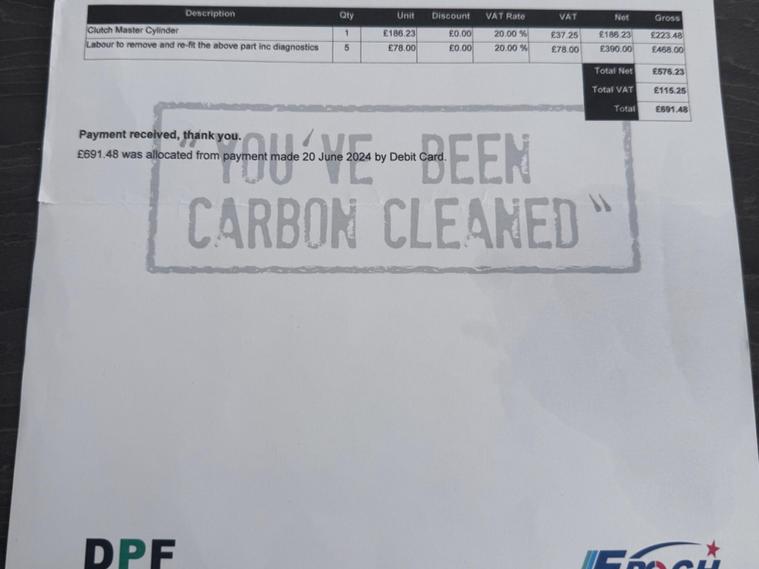 Description Qty Unit Discount VAT Rate VAT Net Gross
Clutch Master Cylinder 1 £186.23 £0.00 20.00 % £37.25 £186.23 £223.48
Labour to remove and re-fit the above part inc diagnostics 5 £78.00 £0.00 20.00 % £78.00 £390.00 £468.00
Total Net £576.23
Total VAT £115.25
Total £691.48
Payment received, thank you.
£691.48 was allocated from payment made 20 June 2024 by Debit Card.
"YOU'VE BEEN
CARBON CLEANED"
DPF EPOCH